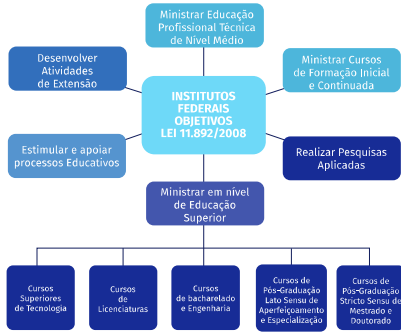 Ministrar Educação
Profissional Técnica
de Nível Médio
Desenvolver
Atividades
de Extensão
Ministrar Cursos
de Formação Inicial
e Continuada
INSTITUTOS
FEDERAIS
OBJETIVOS
LEI 11.892/2008
Estimular e apoiar
processos Educativos
Realizar Pesquisas
Aplicadas
Ministrar em nível
de Educação
Superior
Cursos
Superiores
de Tecnologia
Cursos
de
Licenciaturas
Cursos
de bacharelado
e Engenharia
Cursos de
Pós-Graduação
Lato Sensu de
Aperfeiçoamento
e Especialização
Cursos de
Pós-Graduação
Stricto Sensu de
Mestrado e
Doutorado